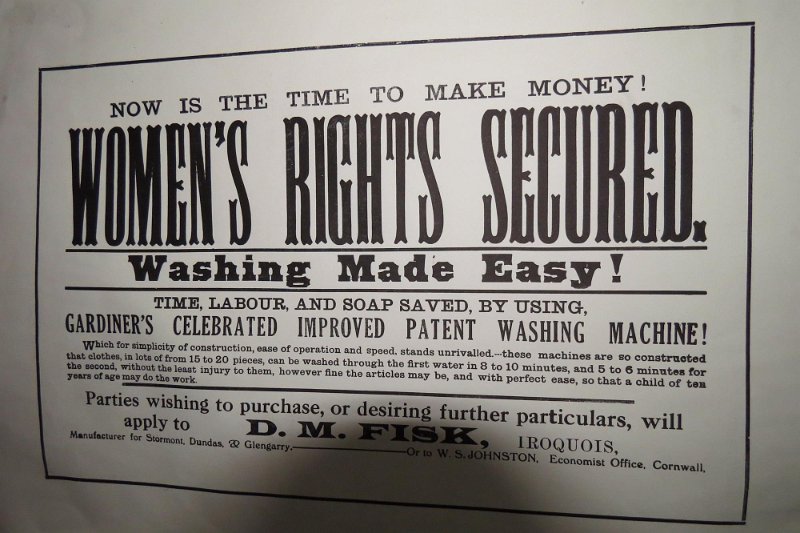 NOW IS THE TIME TO MAKE MONEY!
WOMEN'S RIGHTS SECURED.
Washing Made Easy!
TIME, LABOUR, AND SOAP SAVED, BY USING,
GARDINER'S CELEBRATED IMPROVED PATENT WASHING MACHINE!
Which for simplicity of construction, ease of operation and speed, stands unrivalled.—these machines are so constructed
that clothes, in lots of from 15 to 20 pieces, can be washed through the first water in 8 to 10 minutes, and 5 to 6 minutes for
the second, without the least injury to them, however fine the articles may be, and with perfect ease, so that a child of ten
years of age may do the work.
Parties wishing to purchase, or desiring further particulars, will
apply to D. M. FISK, IROQUOIS,
Manufacturer for Stormont, Dundas, & Glengarry.—Or to W. S. JOHNSTON, Economist Office, Cornwall,